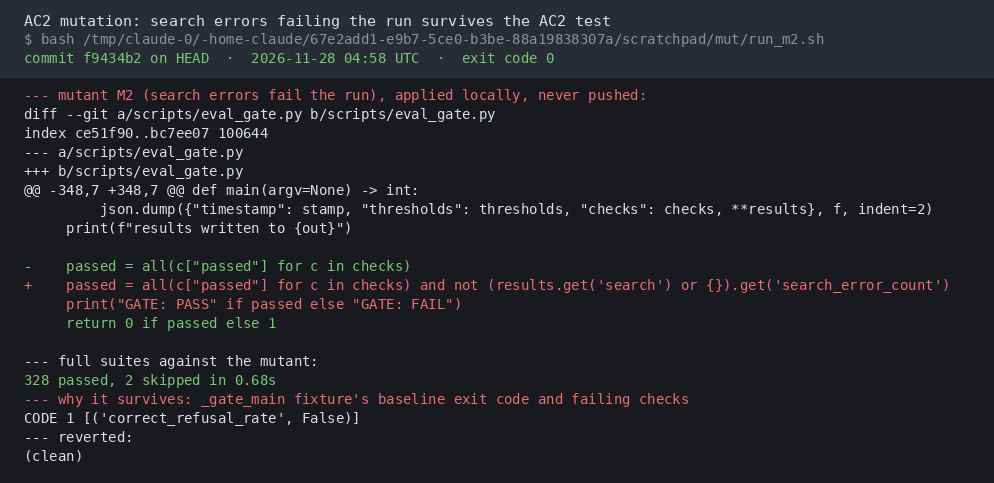 AC2 mutation: search errors failing the run survives the AC2 test
$ bash /tmp/claude-0/-home-claude/67e2add1-e9b7-5ce0-b3be-88a19838307a/scratchpad/mut/run_m2.sh
commit f9434b2 on HEAD  ·  2026-11-28 04:58 UTC  ·  exit code 0
--- mutant M2 (search errors fail the run), applied locally, never pushed:
diff --git a/scripts/eval_gate.py b/scripts/eval_gate.py
index ce51f90..bc7ee07 100644
--- a/scripts/eval_gate.py
+++ b/scripts/eval_gate.py
@@ -348,7 +348,7 @@ def main(argv=None) -> int:
         json.dump({"timestamp": stamp, "thresholds": thresholds, "checks": checks, **results}, f, indent=2)
     print(f"results written to {out}")
-    passed = all(c["passed"] for c in checks)
+    passed = all(c["passed"] for c in checks) and not (results.get('search') or {}).get('search_error_count')
     print("GATE: PASS" if passed else "GATE: FAIL")
     return 0 if passed else 1
--- full suites against the mutant:
328 passed, 2 skipped in 0.68s
--- why it survives: _gate_main fixture's baseline exit code and failing checks
CODE 1 [('correct_refusal_rate', False)]
--- reverted:
(clean)